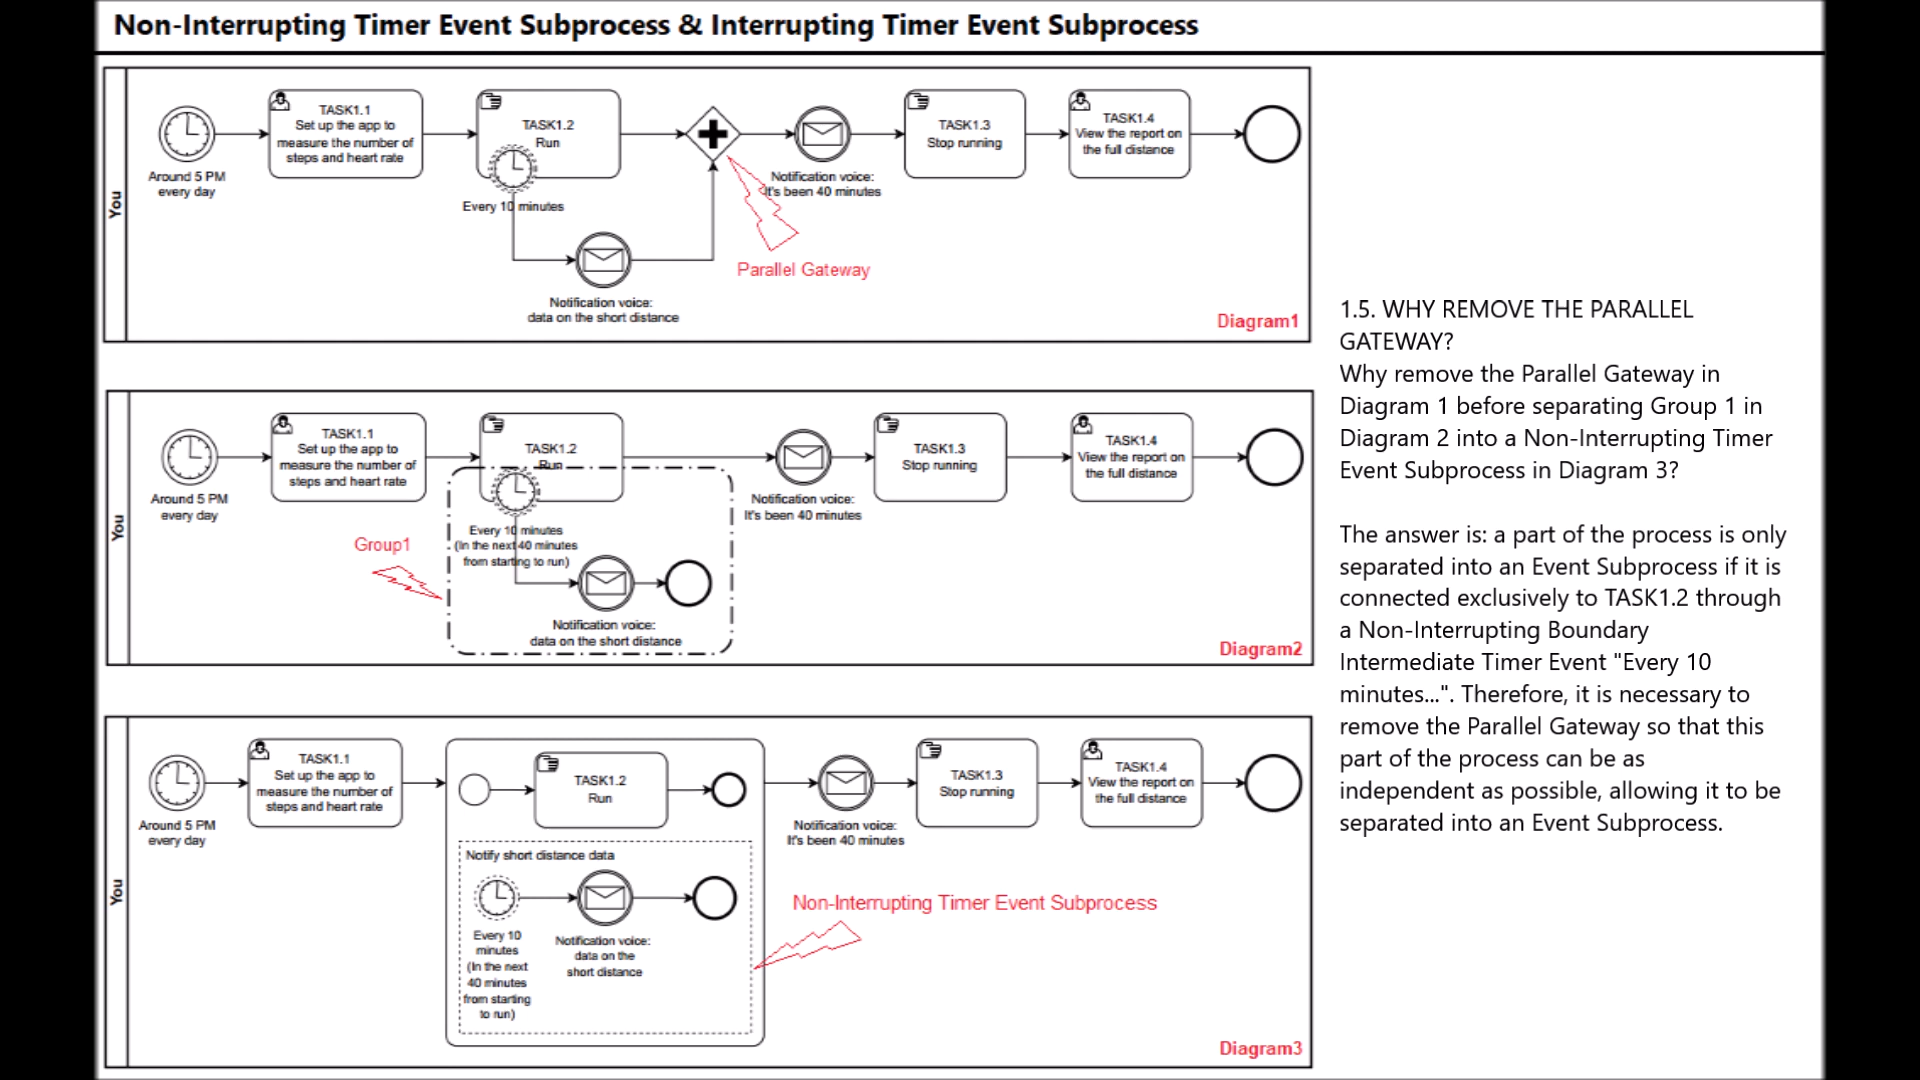 Non-Interrupting Timer Event Subprocess & Interrupting Timer Event Subprocess
You
Around 5 PM
every day
TASK1.1
Set up the app to
measure the number of
steps and heart rate
TASK1.2
Run
Every 10 minutes
Notification voice:
data on the short distance
Parallel Gateway
Notification voice:
It's been 40 minutes
TASK1.3
Stop running
TASK1.4
View the report on
the full distance
Diagram1
You
Around 5 PM
every day
TASK1.1
Set up the app to
measure the number of
steps and heart rate
TASK1.2
Run
Group1
Every 10 minutes
(In the next 40 minutes
from starting to run)
Notification voice:
data on the short distance
Notification voice:
It's been 40 minutes
TASK1.3
Stop running
TASK1.4
View the report on
the full distance
Diagram2
You
Around 5 PM
every day
TASK1.1
Set up the app to
measure the number of
steps and heart rate
TASK1.2
Run
Notify short distance data
Every 10
minutes
(In the next
40 minutes
from starting
to run)
Notification voice:
data on the
short distance
Notification voice:
It's been 40 minutes
TASK1.3
Stop running
TASK1.4
View the report on
the full distance
Non-Interrupting Timer Event Subprocess
Diagram3
1.5. WHY REMOVE THE PARALLEL
GATEWAY?
Why remove the Parallel Gateway in
Diagram 1 before separating Group 1 in
Diagram 2 into a Non-Interrupting Timer
Event Subprocess in Diagram 3?
The answer is: a part of the process is only
separated into an Event Subprocess if it is
connected exclusively to TASK1.2 through
a Non-Interrupting Boundary
Intermediate Timer Event "Every 10
minutes...". Therefore, it is necessary to
remove the Parallel Gateway so that this
part of the process can be as
independent as possible, allowing it to be
separated into an Event Subprocess.